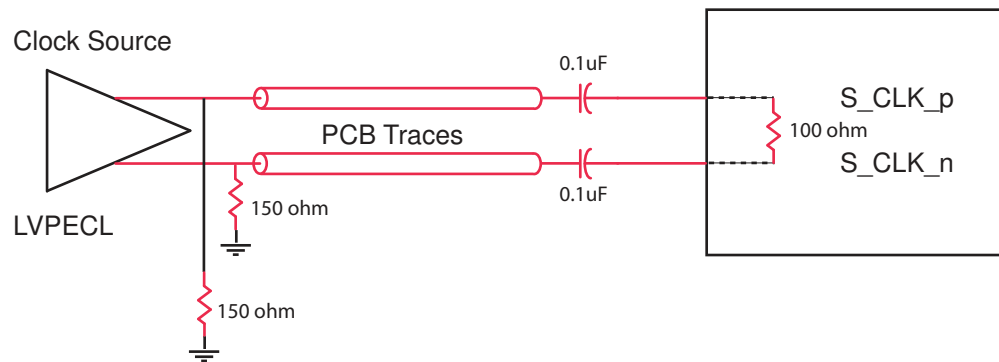 Clock Source
0.1uF
S_CLK_p
100 ohm
PCB Traces
S_CLK_n
0.1uF
150 ohm
LVPECL
150 ohm